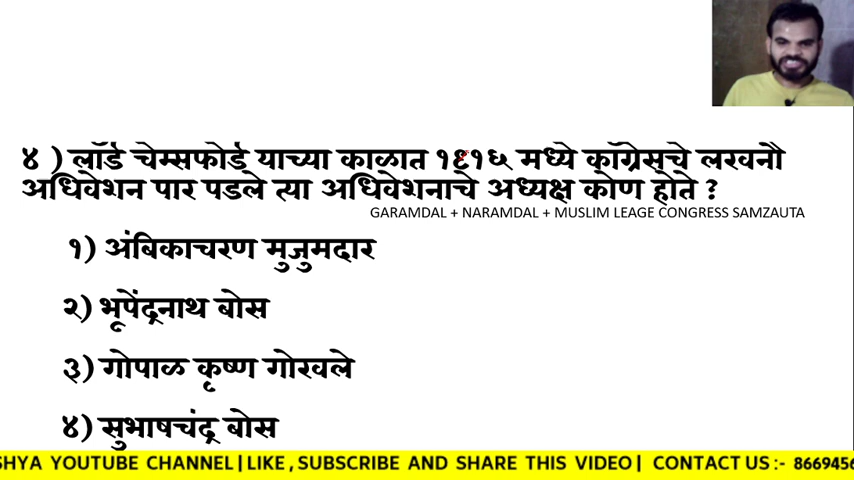 ४ ) लॉर्ड चेम्सफोर्ड याच्या काळात १९१६ मध्ये काँग्रेसचे लखनौ
अधिवेशन पार पडले त्या अधिवेशनाचे अध्यक्ष कोण होते ?
GARAMDAL + NARAMDAL + MUSLIM LEAGE CONGRESS SAMZAUTA
१) अंबिकाचरण मुजुमदार
२) भूपेंद्रनाथ बोस
३) गोपाळ कृष्ण गोखले
४) सुभाषचंद्र बोस
SHYA YOUTUBE CHANNEL | LIKE , SUBSCRIBE AND SHARE THIS VIDEO | CONTACT US :- 8669456